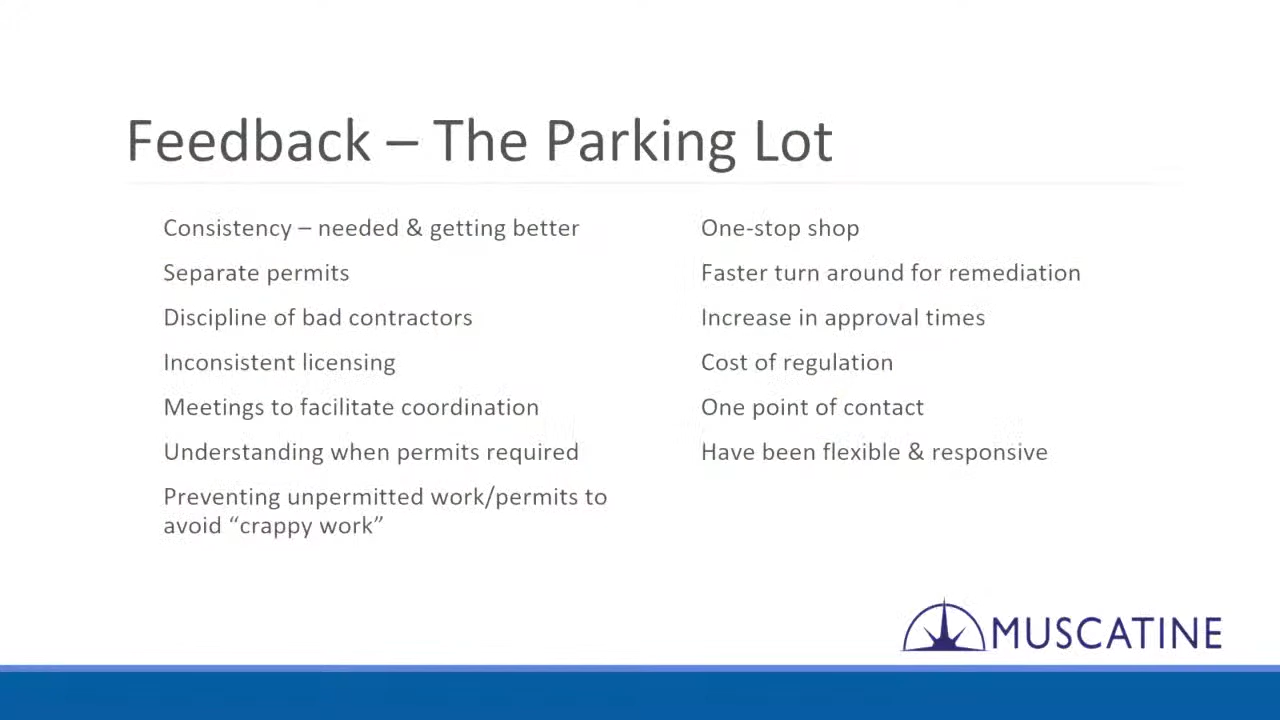 Feedback – The Parking Lot
Consistency – needed & getting better
Separate permits
Discipline of bad contractors
Inconsistent licensing
Meetings to facilitate coordination
Understanding when permits required
Preventing unpermitted work/permits to
avoid “crappy work”
One-stop shop
Faster turn around for remediation
Increase in approval times
Cost of regulation
One point of contact
Have been flexible & responsive
MUSCATINE